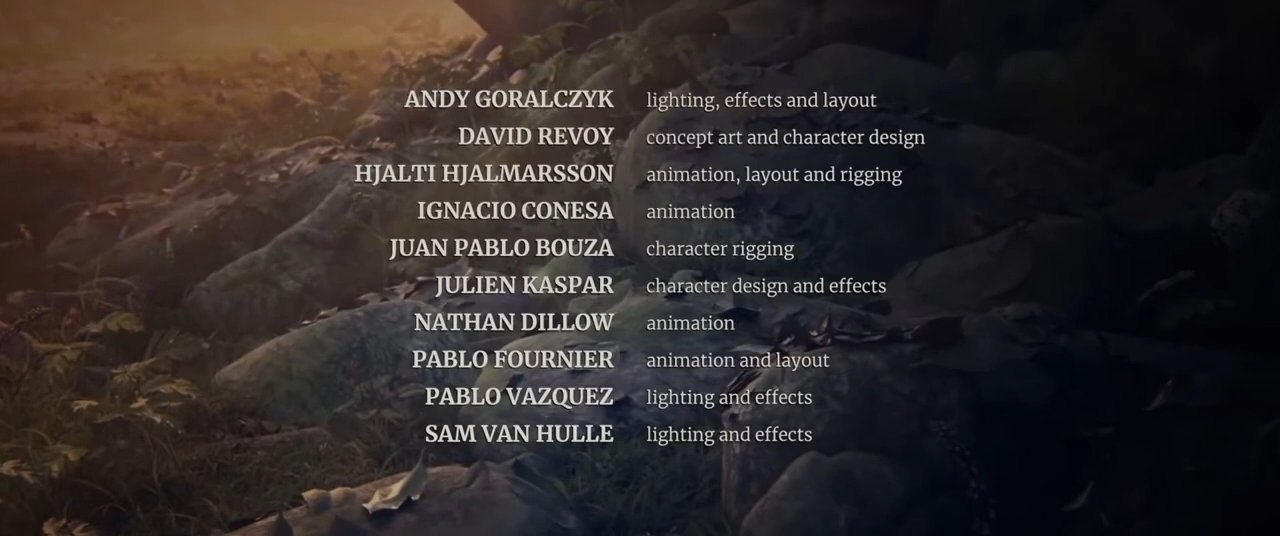 ANDY GORALCZYK lighting, effects and layout
DAVID REVOY concept art and character design
HJALTI HJALMARSSON animation, layout and rigging
IGNACIO CONESA animation
JUAN PABLO BOUZA character rigging
JULIEN KASPAR character design and effects
NATHAN DILLOW animation
PABLO FOURNIER animation and layout
PABLO VAZQUEZ lighting and effects
SAM VAN HULLE lighting and effects